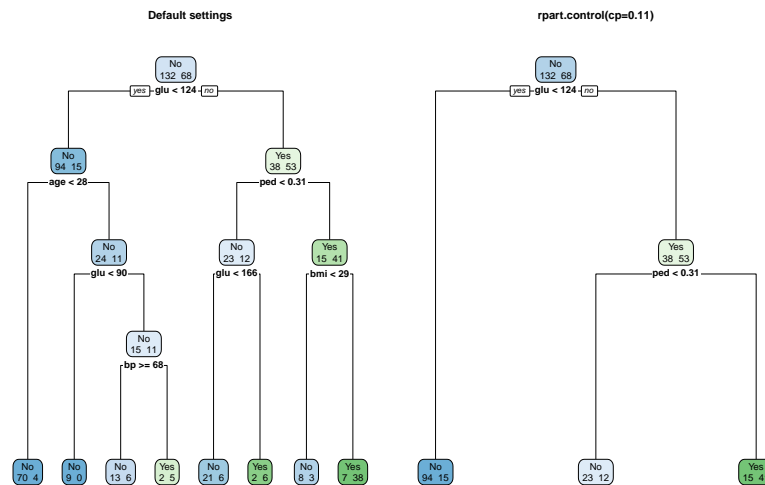 Default settings
No
132 68
yes glu < 124 no
No
94 15
age < 28
Yes
38 53
ped < 0.31
No
24 11
glu < 90
No
23 12
glu < 166
Yes
15 41
bmi < 29
No
15 11
bp >= 68
No
70 4
No
9 0
No
13 6
Yes
2 5
No
21 6
Yes
2 6
No
8 3
Yes
7 38
rpart.control(cp=0.11)
No
132 68
yes glu < 124 no
Yes
38 53
ped < 0.31
No
94 15
No
23 12
Yes
15 4